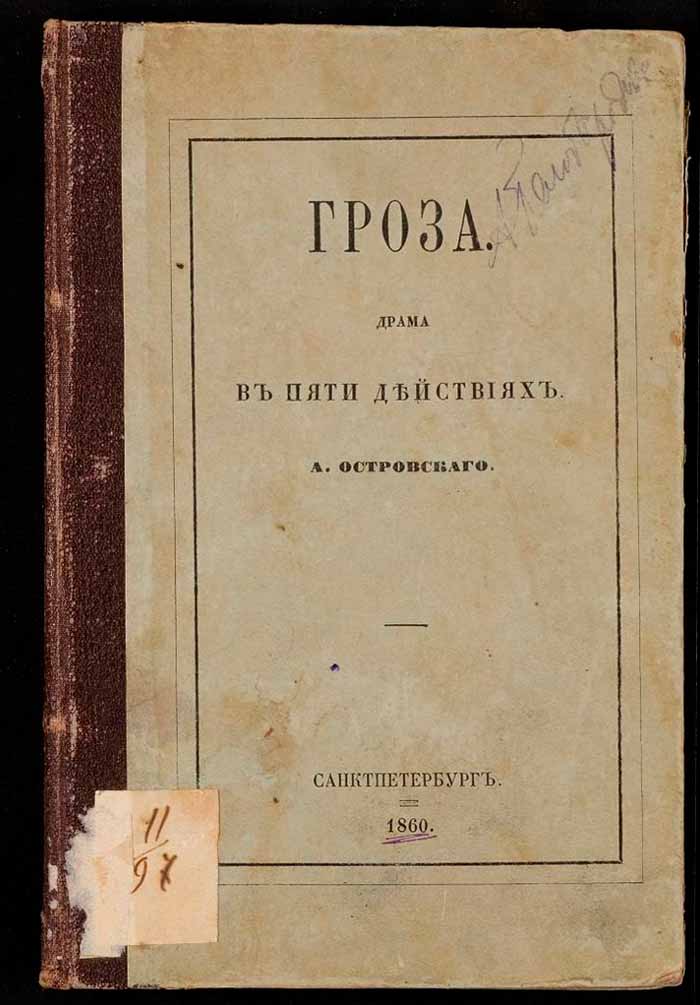 ГРОЗА.
ДРАМА
ВЪ ПЯТИ ДѢЙСТВІЯХЪ.
А. ОСТРОВСКАГО.
САНКТПЕТЕРБУРГЪ.
1860.
11
97